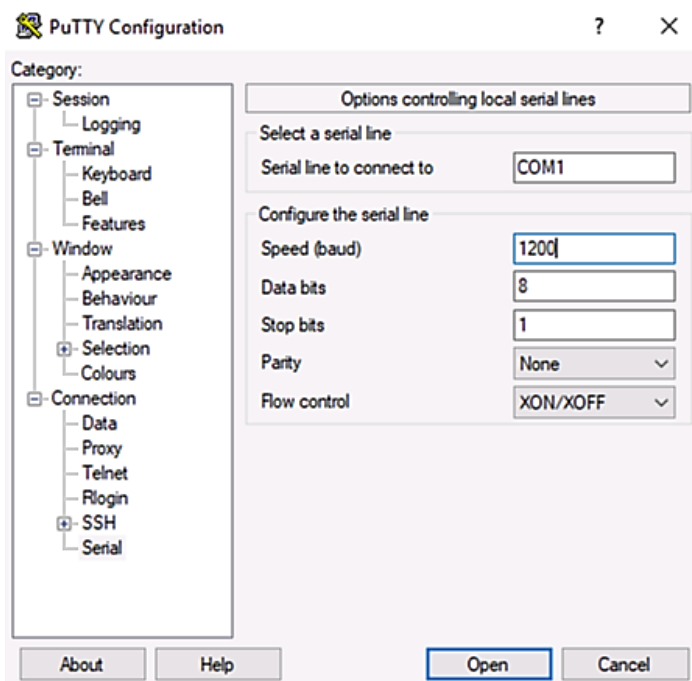 PuTTY Configuration
?
Category:
Session
Logging
Terminal
Keyboard
Bell
Features
Window
Appearance
Behaviour
Translation
Selection
Colours
Connection
Data
Proxy
Telnet
Rlogin
SSH
Serial
Options controlling local serial lines
Select a serial line
Serial line to connect to COM1
Configure the serial line
Speed (baud) 1200
Data bits 8
Stop bits 1
Parity None
Flow control XON/XOFF
About Help Open Cancel